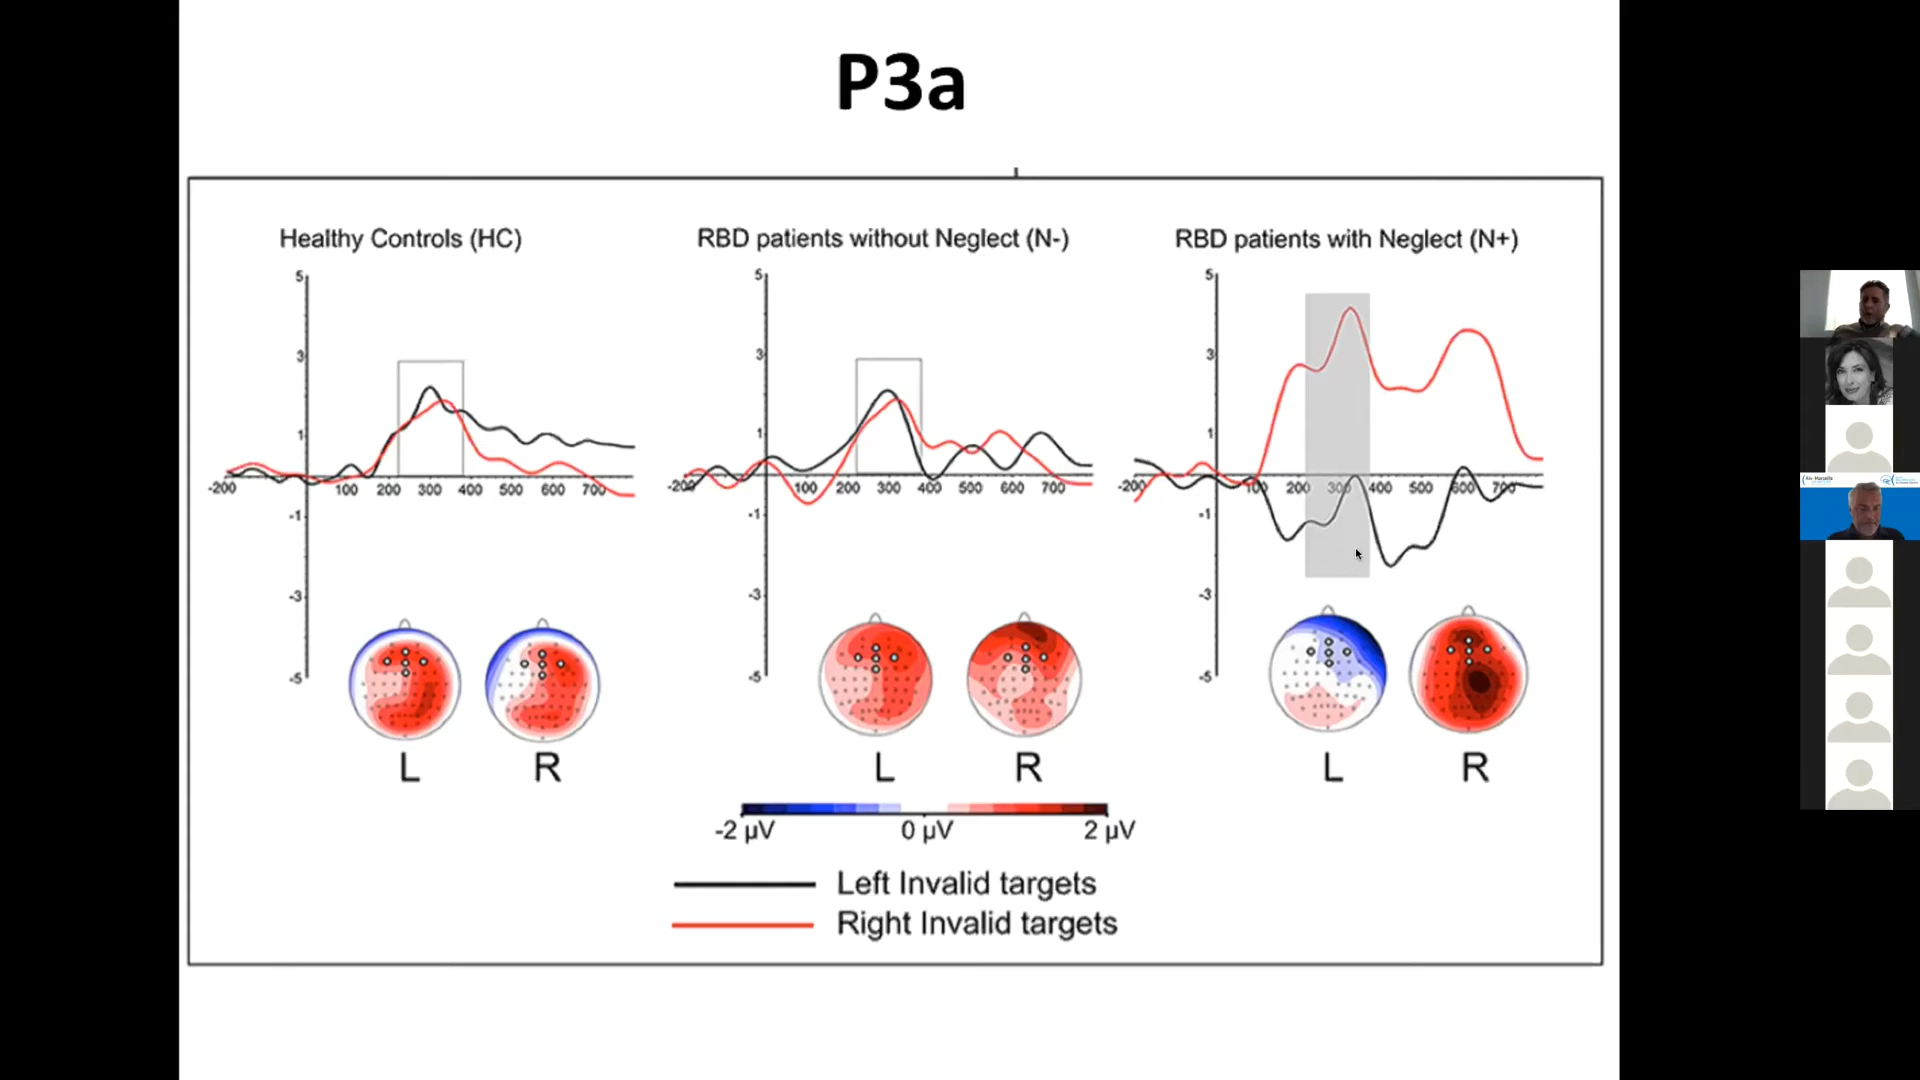 P3a
Healthy Controls (HC)
RBD patients without Neglect (N-)
RBD patients with Neglect (N+)
5
3
1
-1
-3
-5
-200
100
200
300
400
500
600
700
5
3
1
-1
-3
-5
-200
100
200
300
400
500
600
700
5
3
1
-1
-3
-5
-200
100
200
300
400
500
600
700
L
R
L
R
L
R
-2 µV
0 µV
2 µV
Left Invalid targets
Right Invalid targets